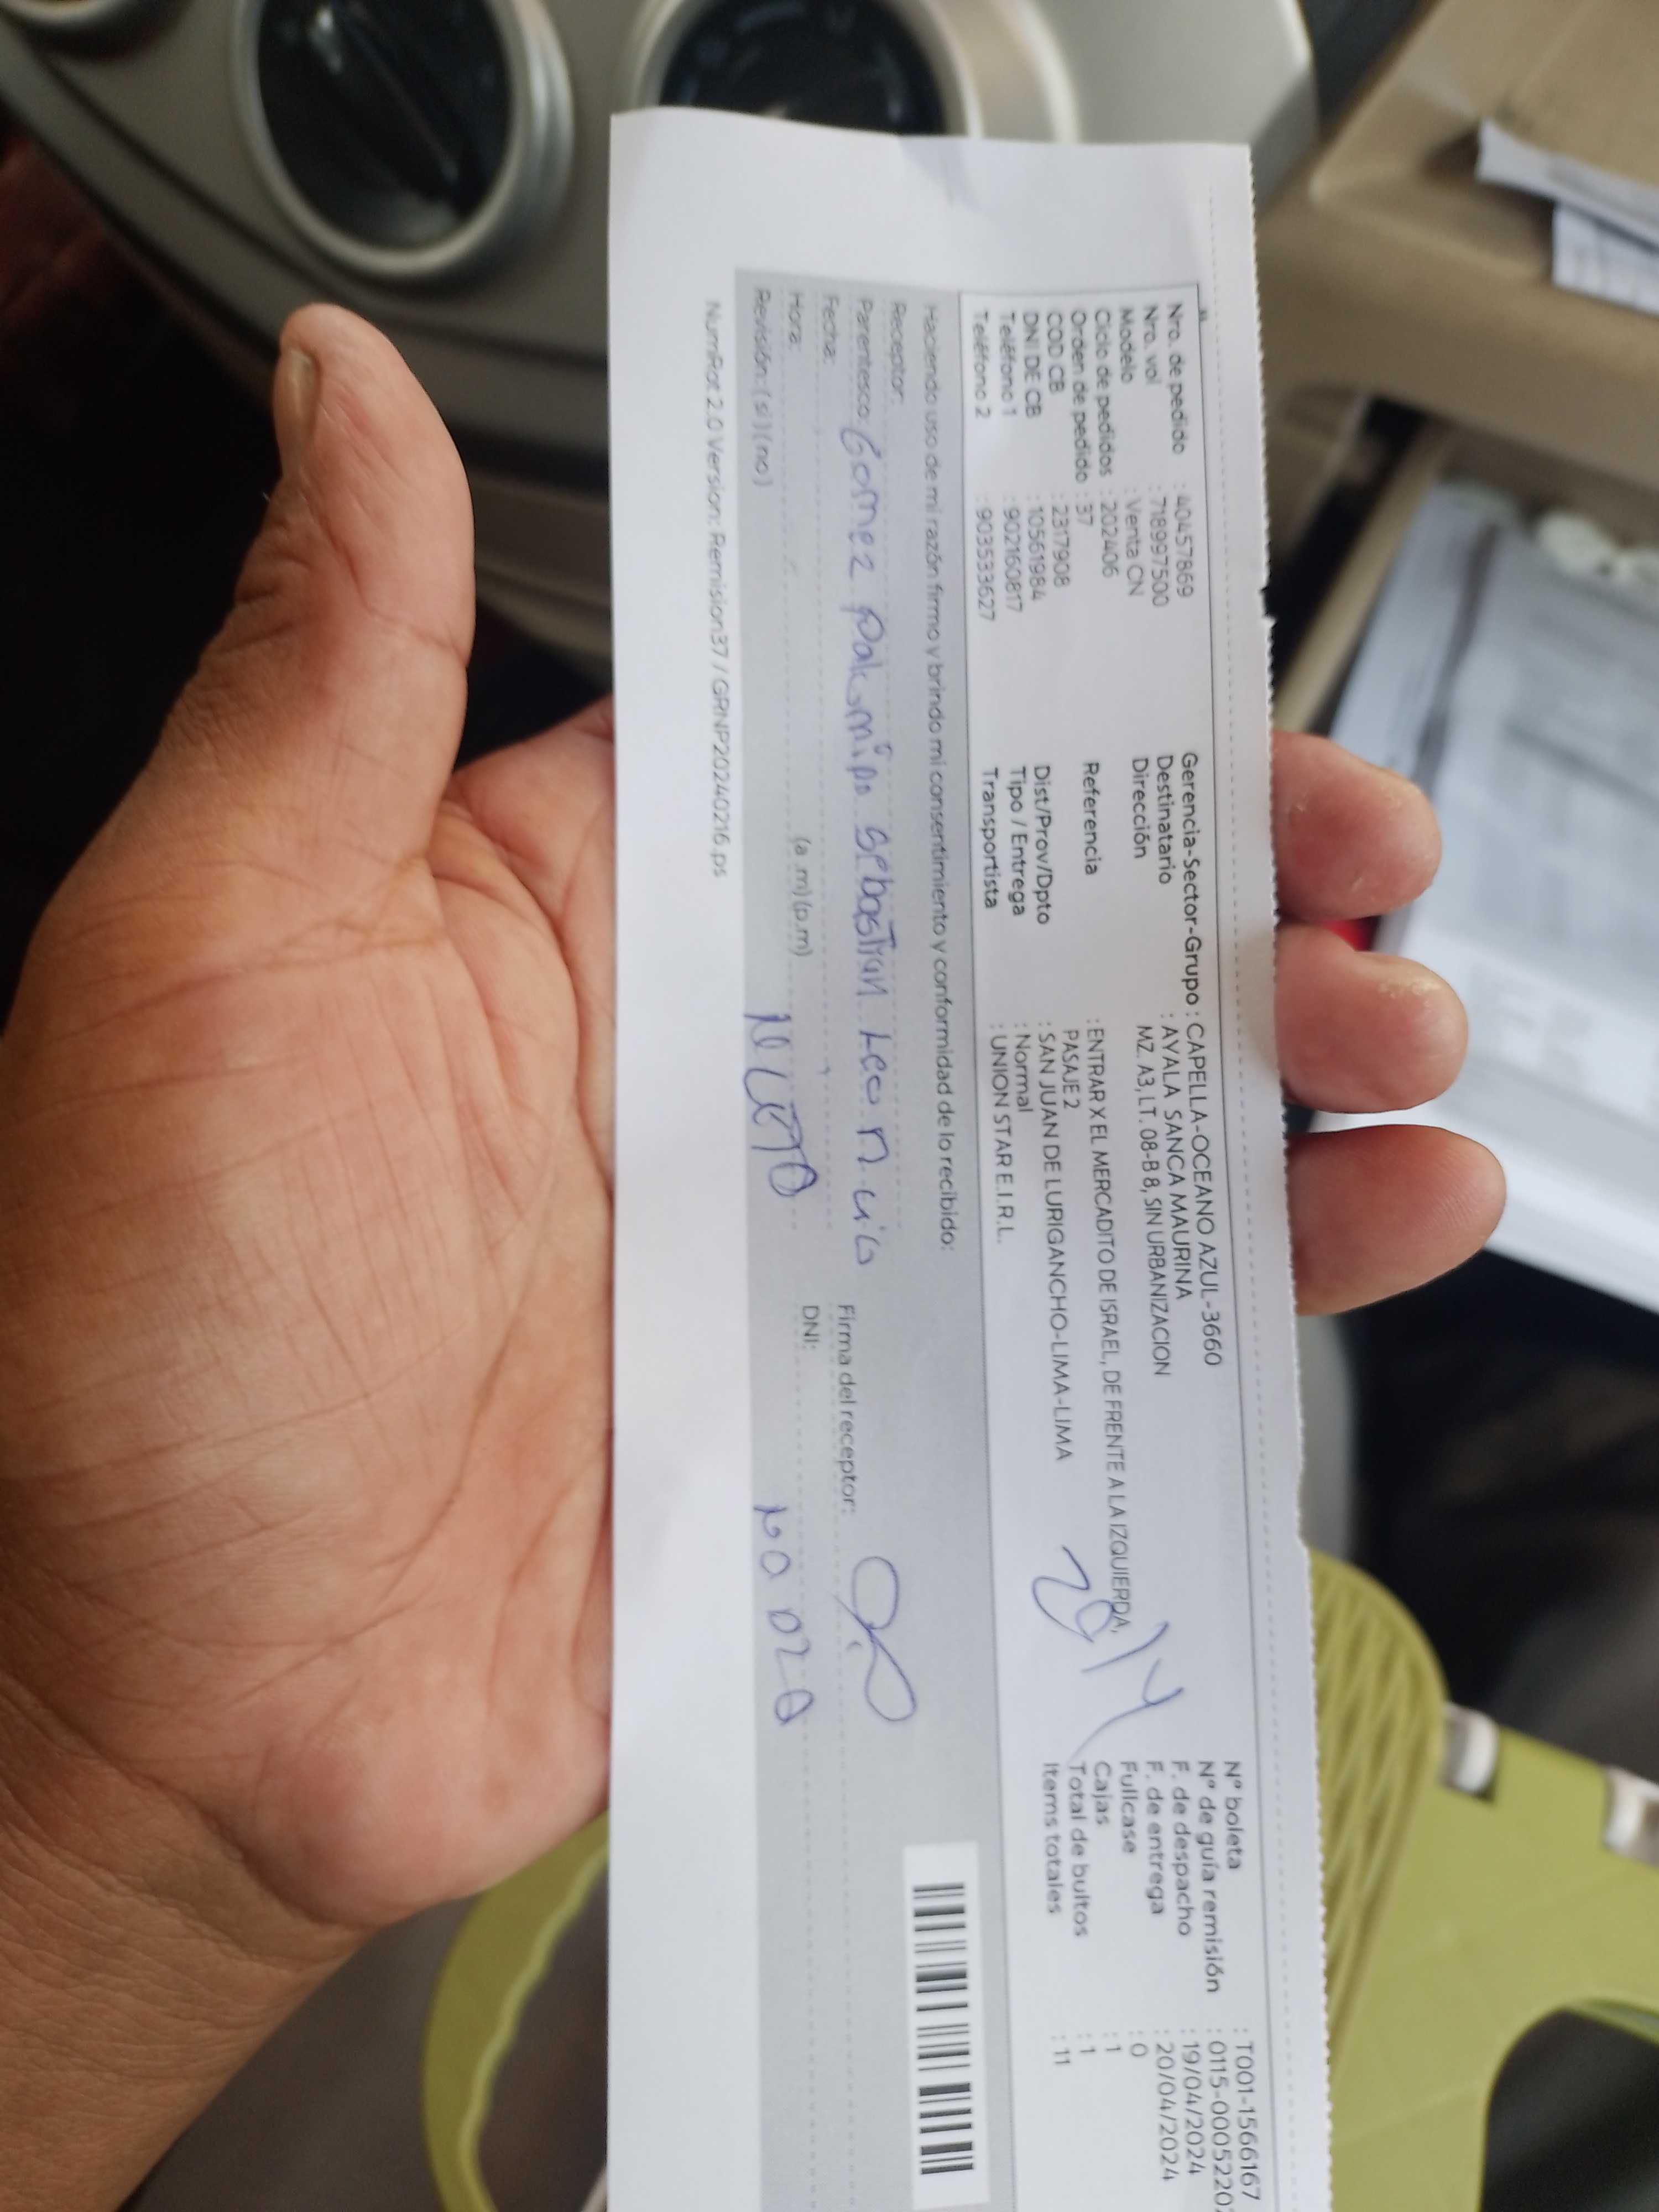 Nro. de pedido : 40457869
Nro. vol : 718997500
Modelo : Venta CN
Ciclo de pedidos : 202406
Orden de pedido : 37
COD CB : 2317908
DNI DE CB : 10561984
Teléfono 1 : 902160817
Teléfono 2 : 903533627
Gerencia-Sector-Grupo : CAPELLA-OCEANO AZUL-3660
Destinatario : AYALA SANCA MAURINA
Dirección MZ. A3, LT. 08-B 8, SIN URBANIZACION
Referencia : ENTRAR X EL MERCADITO DE ISRAEL, DE FRENTE A LA IZQUIERDA,
PASAJE 2
Dist/Prov/Dpto : SAN JUAN DE LURIGANCHO-LIMA-LIMA
Tipo / Entrega : Normal
Transportista : UNION STAR E.I.R.L.
N° boleta : T001-1566167
N° de guía remisión : 0115-0005220
F. de despacho : 19/04/2024
F. de entrega : 20/04/2024
Fullcase : 0
Cajas : 1
Total de bultos : 1
Items totales : 11
Haciendo uso de mi razón firmo y brindo mi consentimiento y conformidad de lo recibido:
Receptor:
Parentesco: Gomez Palomino Sebastian
Fecha:
Hora: (a.m) (p.m)
Revisión: (si) (no) NIETO
Firma del receptor:
DNI:
NumRot 2.0 Version: Remision37 / GRNP20240216.ps